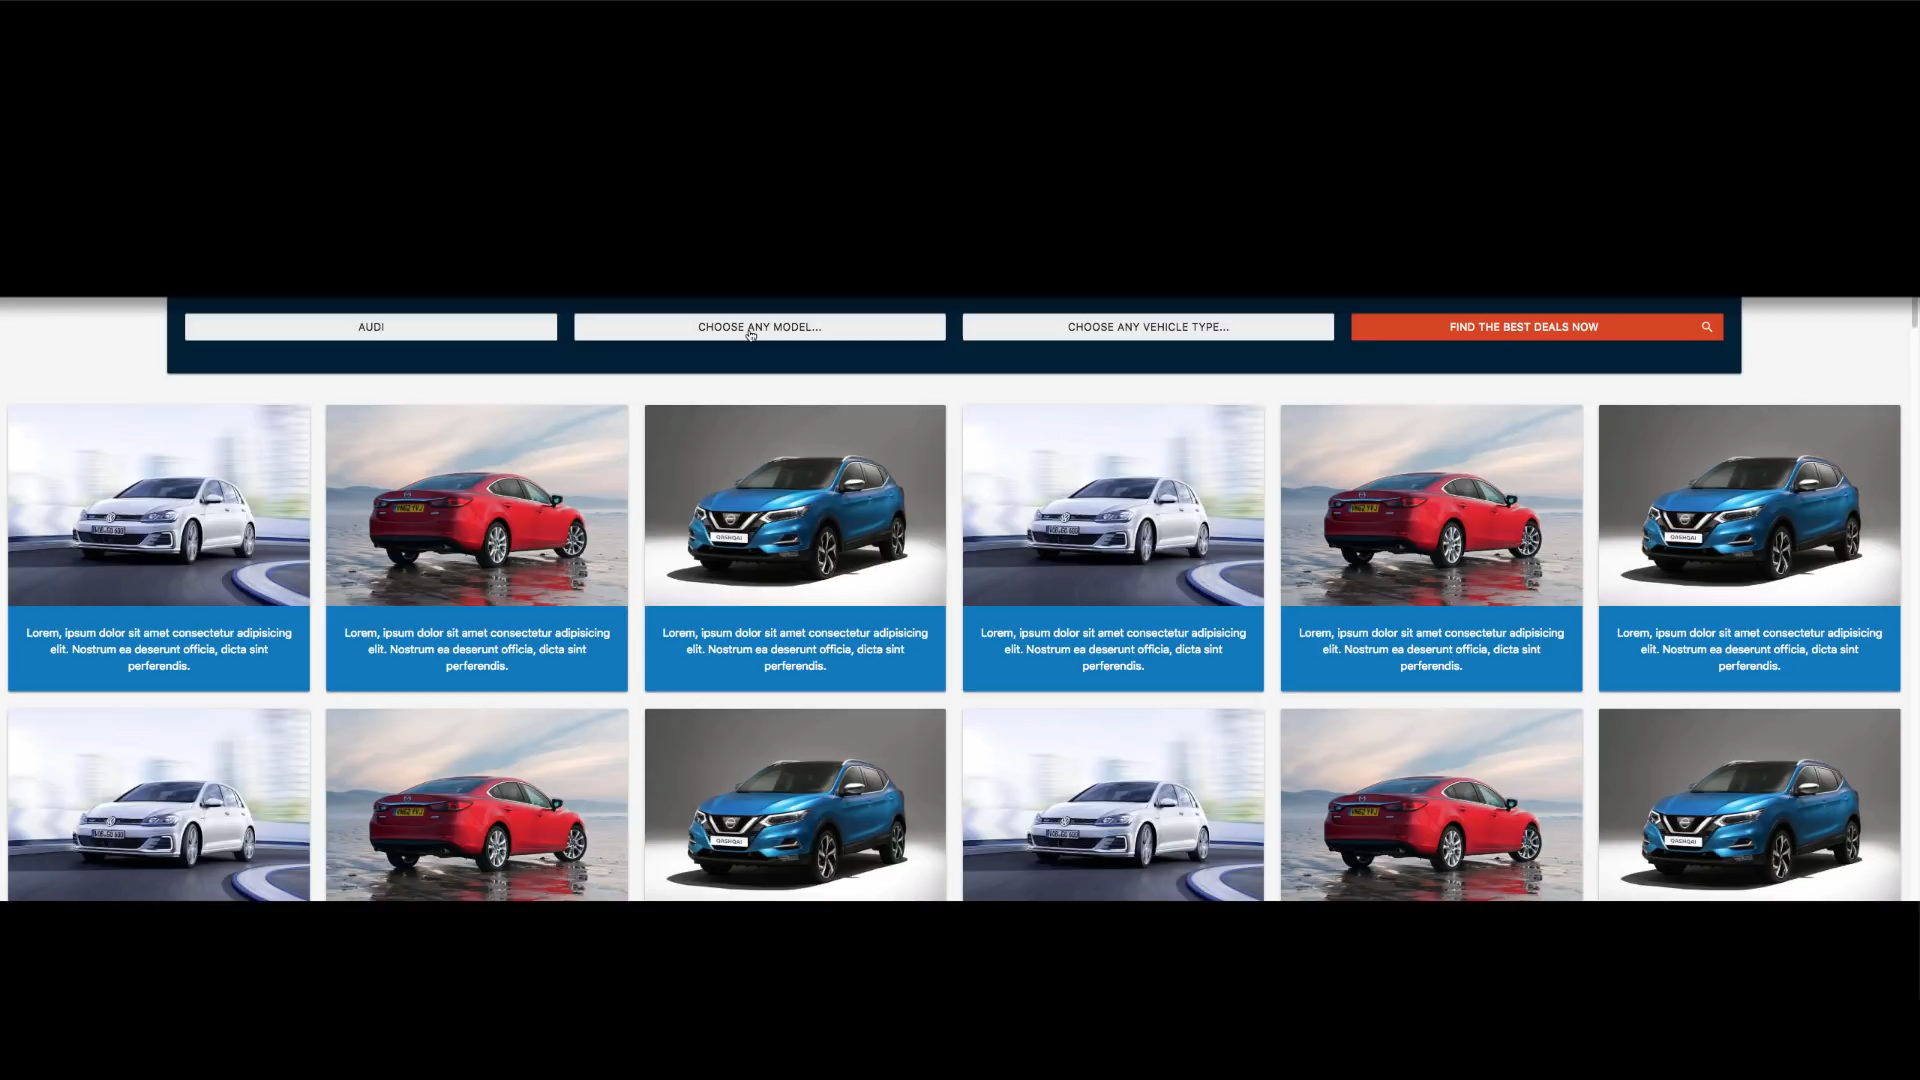 AUDI
CHOOSE ANY MODEL...
CHOOSE ANY VEHICLE TYPE...
FIND THE BEST DEALS NOW
QASHQAI
QASHQAI
Lorem, ipsum dolor sit amet consectetur adipisicing
elit. Nostrum ea deserunt officia, dicta sint
perferendis.
Lorem, ipsum dolor sit amet consectetur adipisicing
elit. Nostrum ea deserunt officia, dicta sint
perferendis.
Lorem, ipsum dolor sit amet consectetur adipisicing
elit. Nostrum ea deserunt officia, dicta sint
perferendis.
Lorem, ipsum dolor sit amet consectetur adipisicing
elit. Nostrum ea deserunt officia, dicta sint
perferendis.
Lorem, ipsum dolor sit amet consectetur adipisicing
elit. Nostrum ea deserunt officia, dicta sint
perferendis.
Lorem, ipsum dolor sit amet consectetur adipisicing
elit. Nostrum ea deserunt officia, dicta sint
perferendis.
QASHQAI
QASHQAI